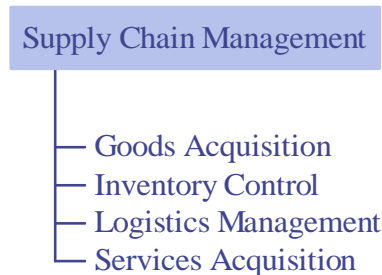 Supply Chain Management
Goods Acquisition
Inventory Control
Logistics Management
Services Acquisition